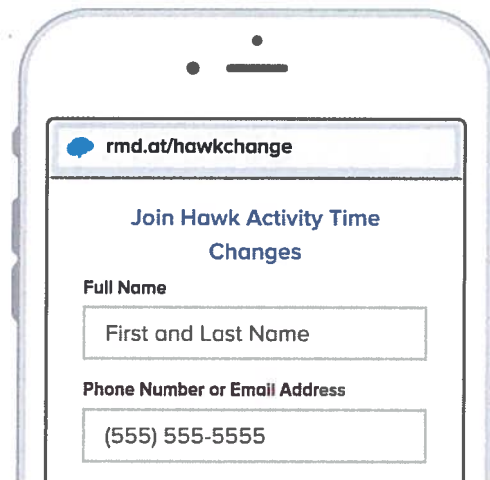 rmd.at/hawkchange
Join Hawk Activity Time
Changes
Full Name
First and Last Name
Phone Number or Email Address
(555) 555-5555